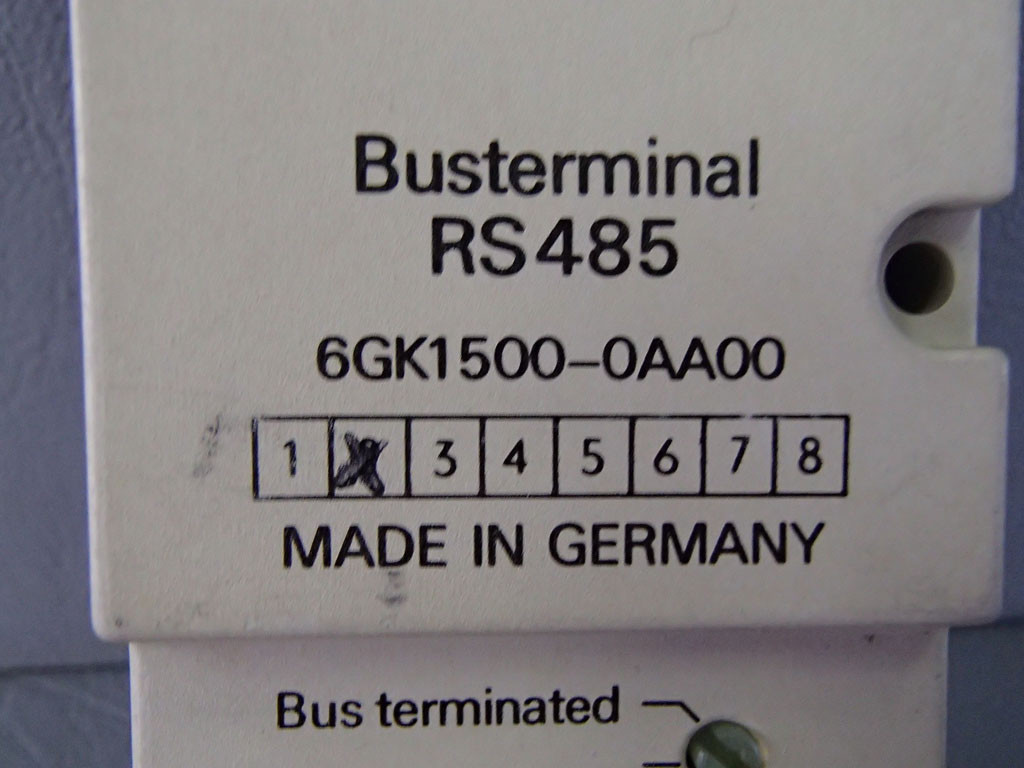 Busterminal
RS485
6GK1500-0AA00
1 3 4 5 6 7 8
MADE IN GERMANY
Bus terminated